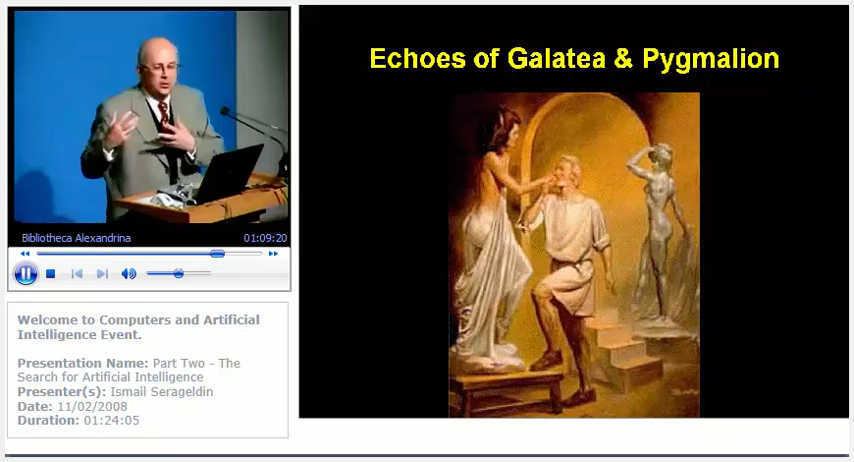 Echoes of Galatea & Pygmalion
Bibliotheca Alexandrina 01:09:20
Welcome to Computers and Artificial
Intelligence Event.
Presentation Name: Part Two - The
Search for Artificial Intelligence
Presenter(s): Ismail Serageldin
Date: 11/02/2008
Duration: 01:24:05